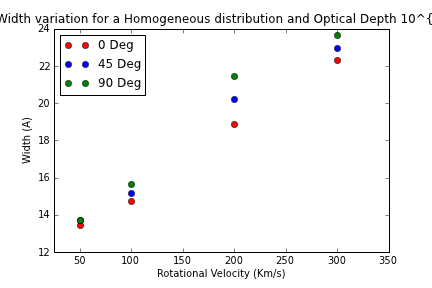 Width variation for a Homogeneous distribution and Optical Depth 10^{
24
22
20
18
16
14
12
Width (A)
0 Deg
45 Deg
90 Deg
50 100 150 200 250 300 350
Rotational Velocity (Km/s)